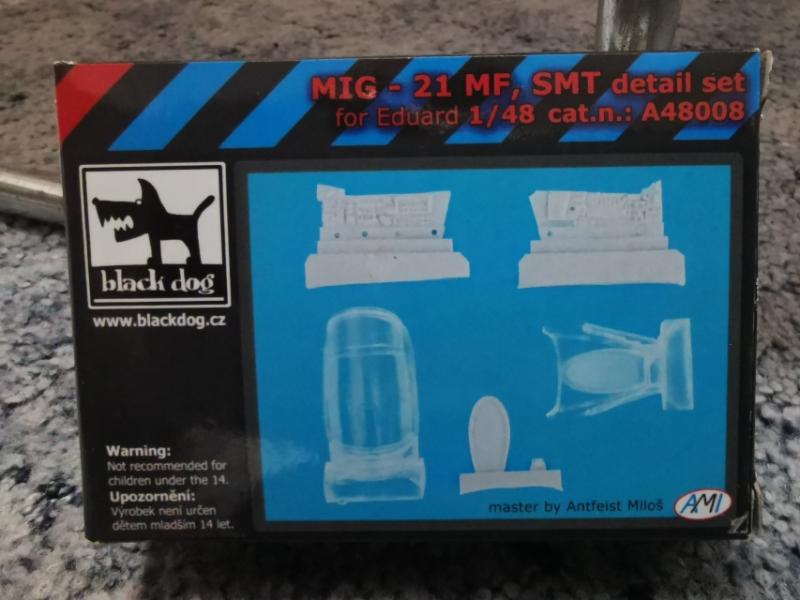 MIG - 21 MF, SMT detail set
for Eduard 1/48 cat.n.: A48008
black dog
www.blackdog.cz
Warning:
Not recommended for
children under the 14.
Upozornění:
Výrobek není určen
dětem mladším 14 let.
master by Antfeist Miloš
AMI